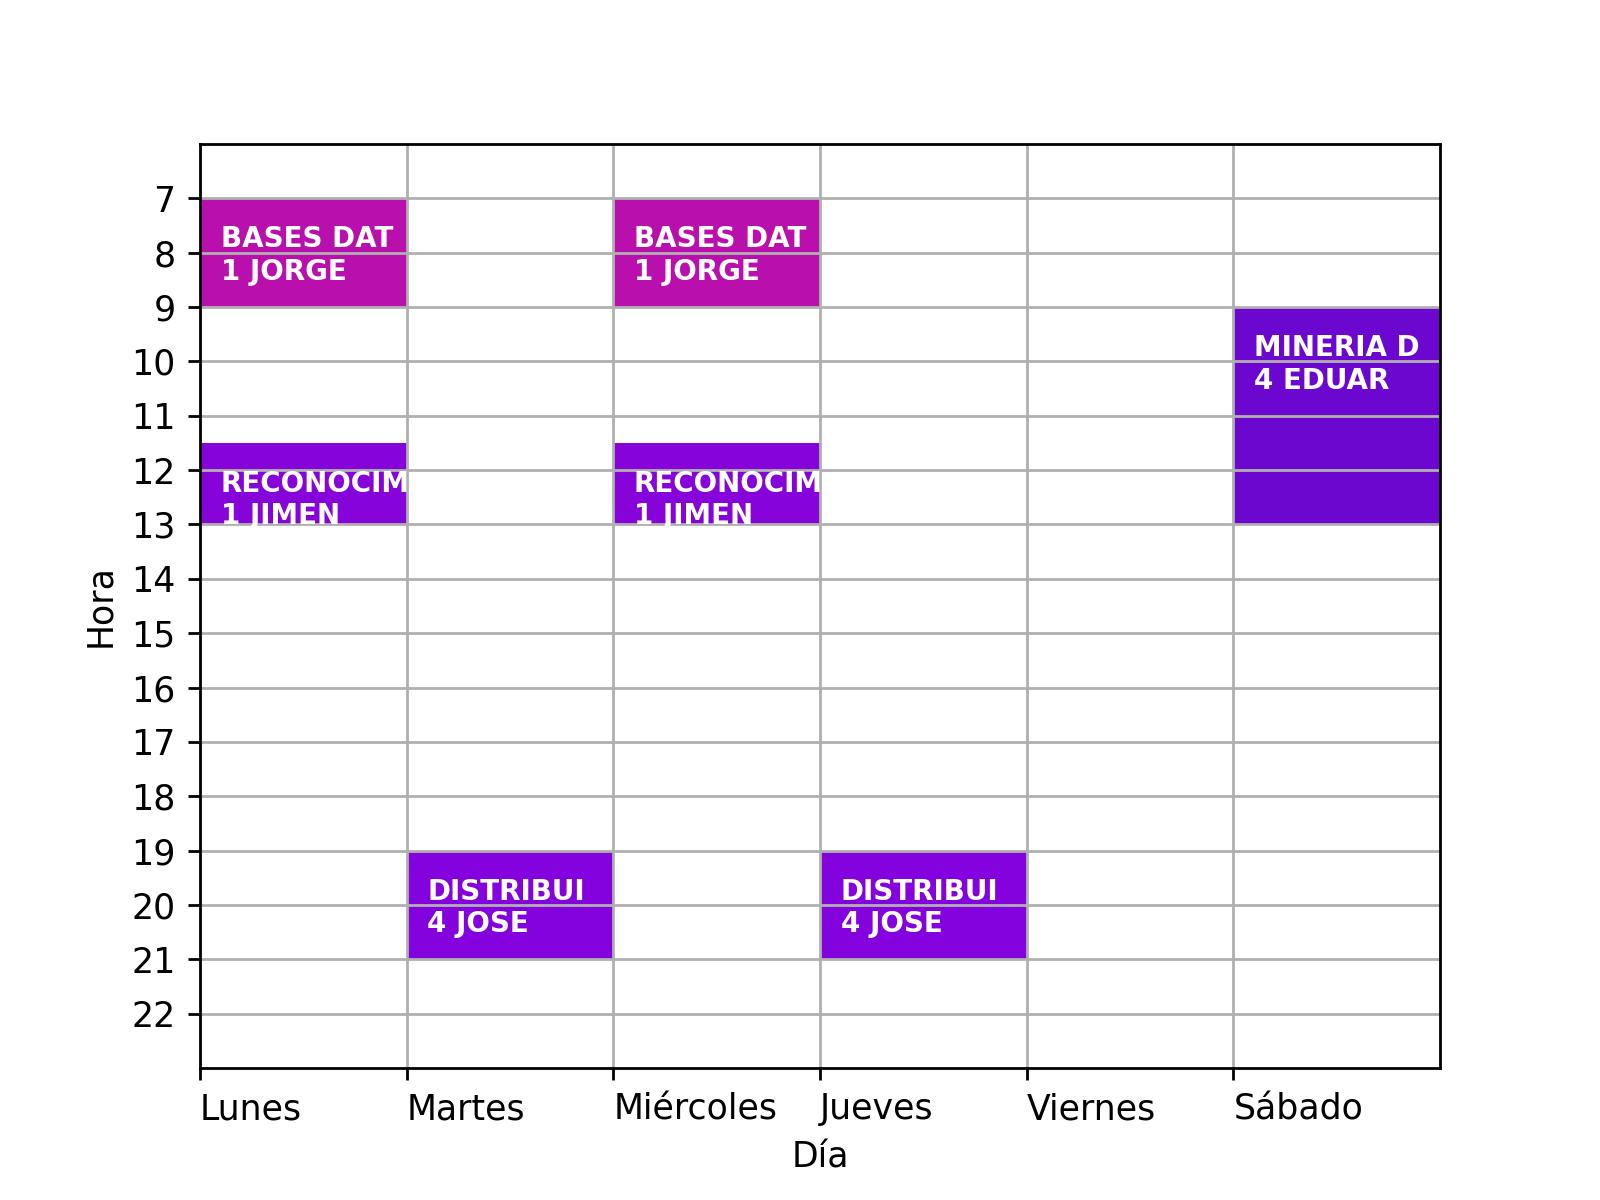 7
8
9
10
11
12
13
14
15
16
17
18
19
20
21
22
Hora
BASES DAT
1 JORGE
BASES DAT
1 JORGE
MINERIA D
4 EDUAR
RECONOCIM
1 JIMEN
RECONOCIM
1 JIMEN
DISTRIBUI
4 JOSE
DISTRIBUI
4 JOSE
Lunes Martes Miércoles Jueves Viernes Sábado
Día